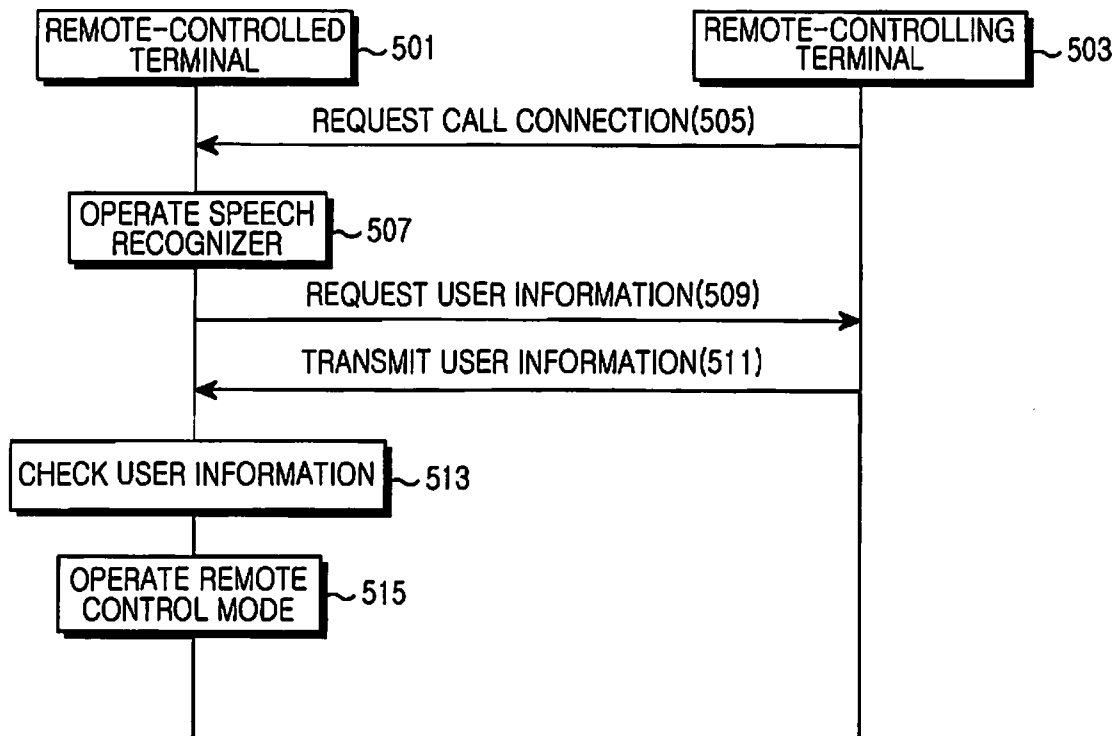 REMOTE-CONTROLLED
TERMINAL
501
REMOTE-CONTROLLING
TERMINAL
503
REQUEST CALL CONNECTION(505)
OPERATE SPEECH
RECOGNIZER
507
REQUEST USER INFORMATION(509)
TRANSMIT USER INFORMATION(511)
CHECK USER INFORMATION
513
OPERATE REMOTE
CONTROL MODE
515